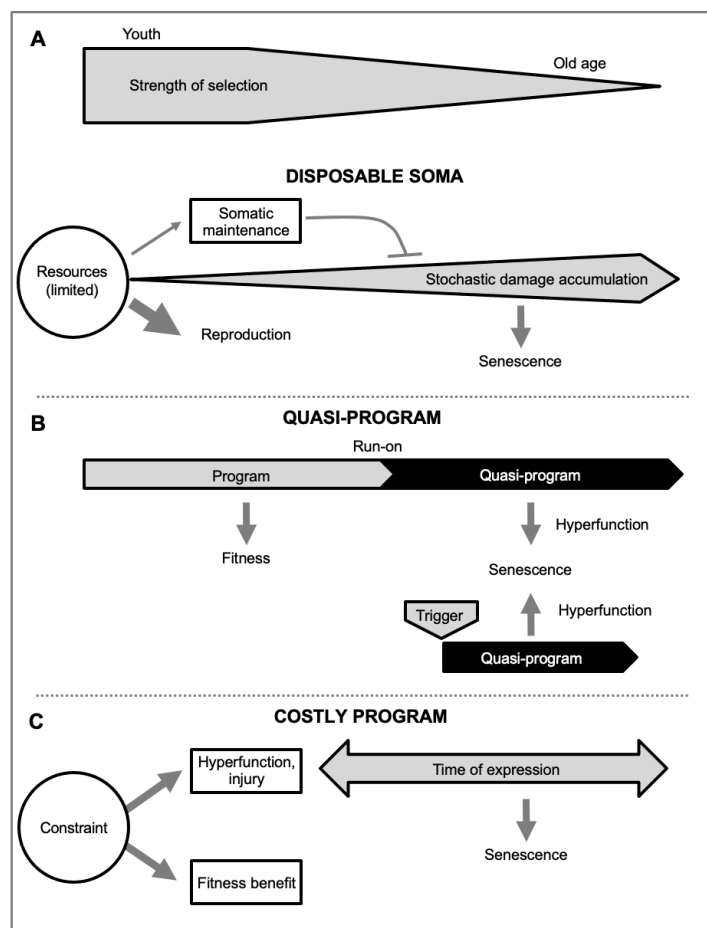 A
Youth
Old age
Strength of selection
DISPOSABLE SOMA
Somatic
maintenance
Resources
(limited)
Stochastic damage accumulation
Reproduction
Senescence
B
QUASI-PROGRAM
Run-on
Program
Quasi-program
Hyperfunction
Fitness
Senescence
Trigger
Hyperfunction
Quasi-program
C
COSTLY PROGRAM
Hyperfunction,
injury
Time of expression
Constraint
Senescence
Fitness benefit